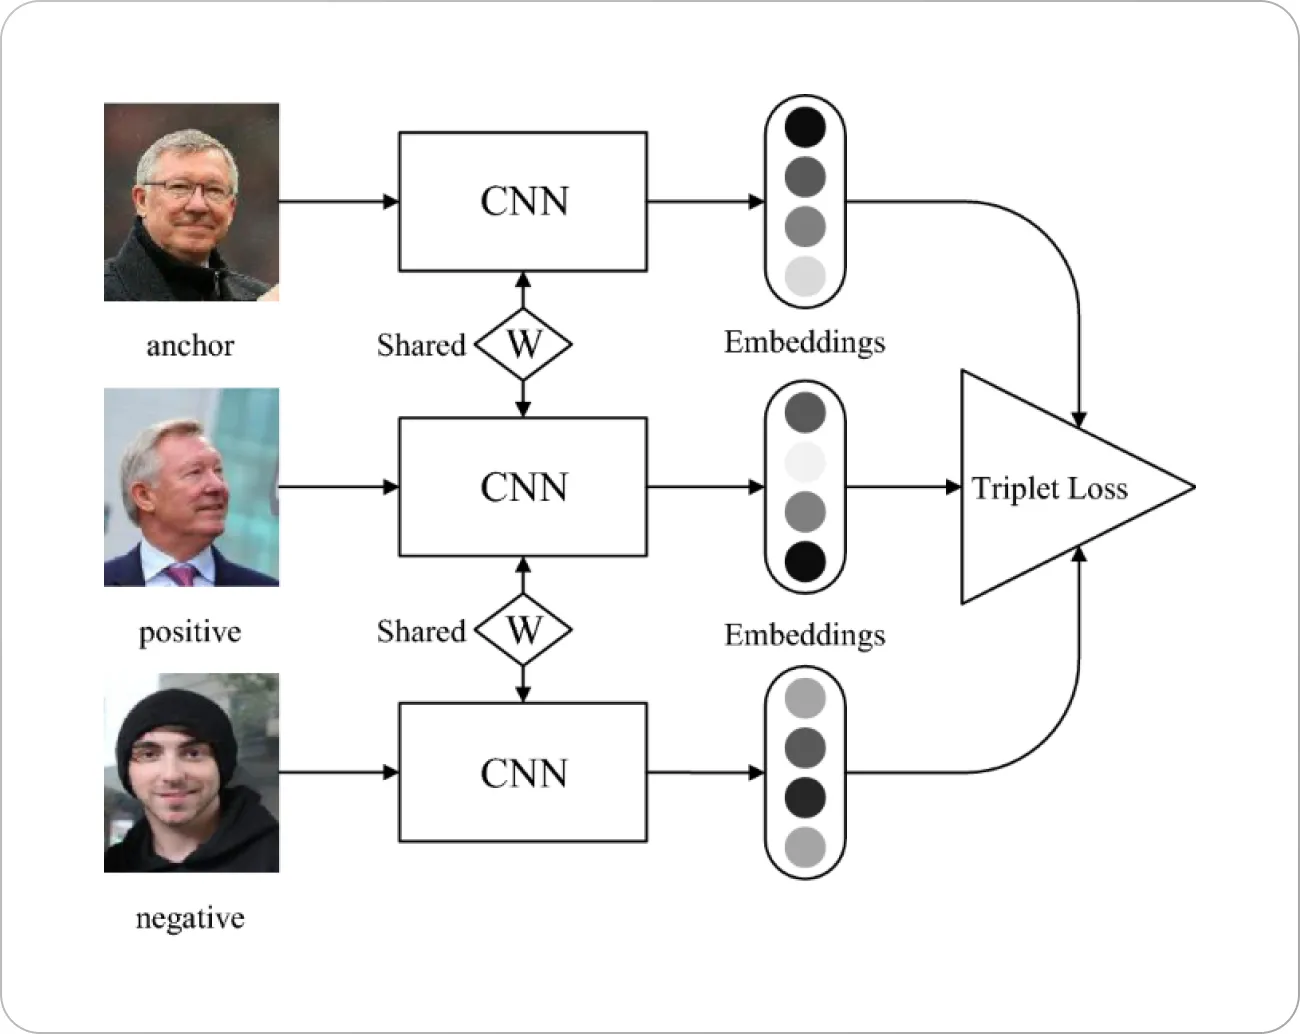 CNN
anchor
Shared
W
Embeddings
CNN
Triplet Loss
positive
Shared
W
Embeddings
CNN
negative